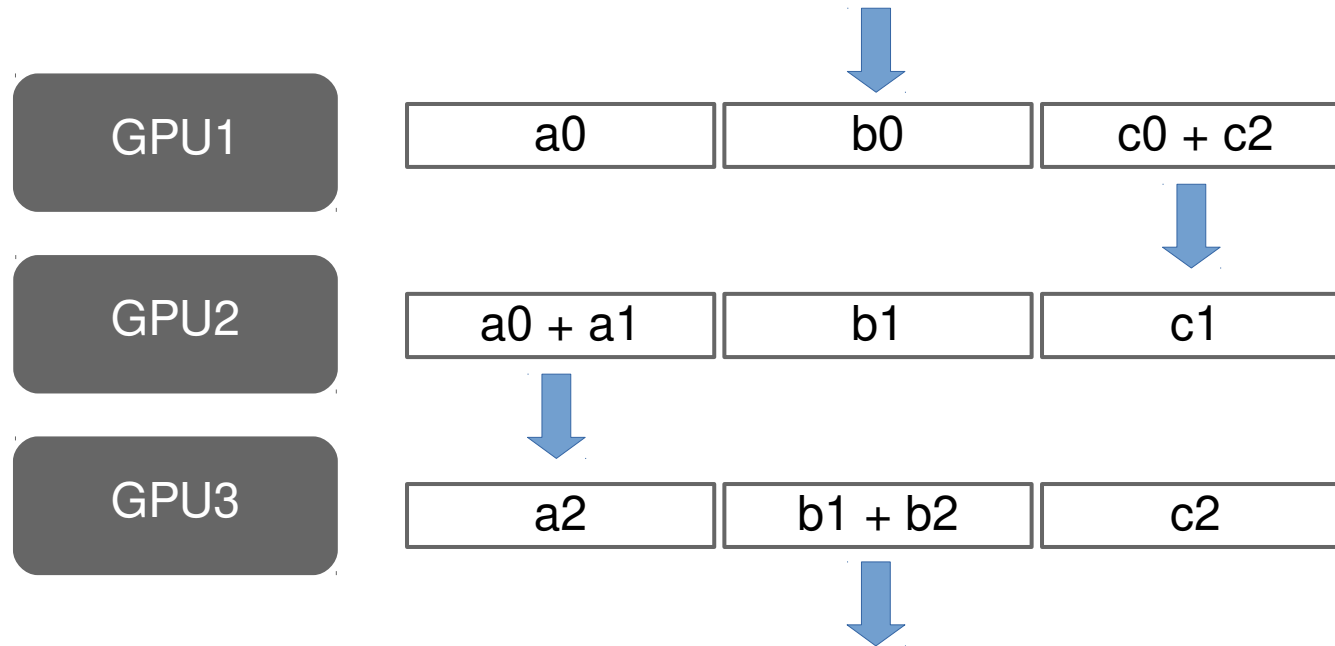 GPU1 a0 b0 c0 + c2
GPU2 a0 + a1 b1 c1
GPU3 a2 b1 + b2 c2